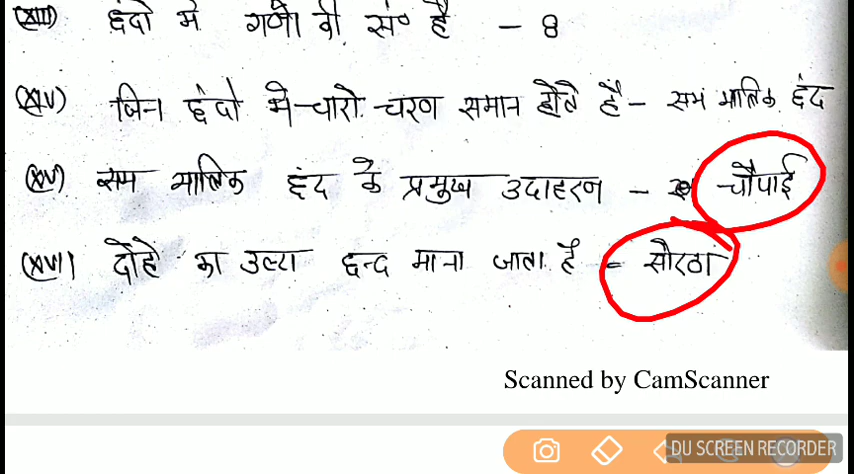 (XIII) छंदो मे गणो की सं० है - 8
(XIV) जिन छंदो मे चारो चरण समान होते हैं - सम मात्रिक छंद
(XV) सम मात्रिक छंद के प्रमुख उदाहरण - चौपाई
(XVI) दोहे का उल्टा छन्द माना जाता है - सौरठा
Scanned by CamScanner
DU SCREEN RECORDER